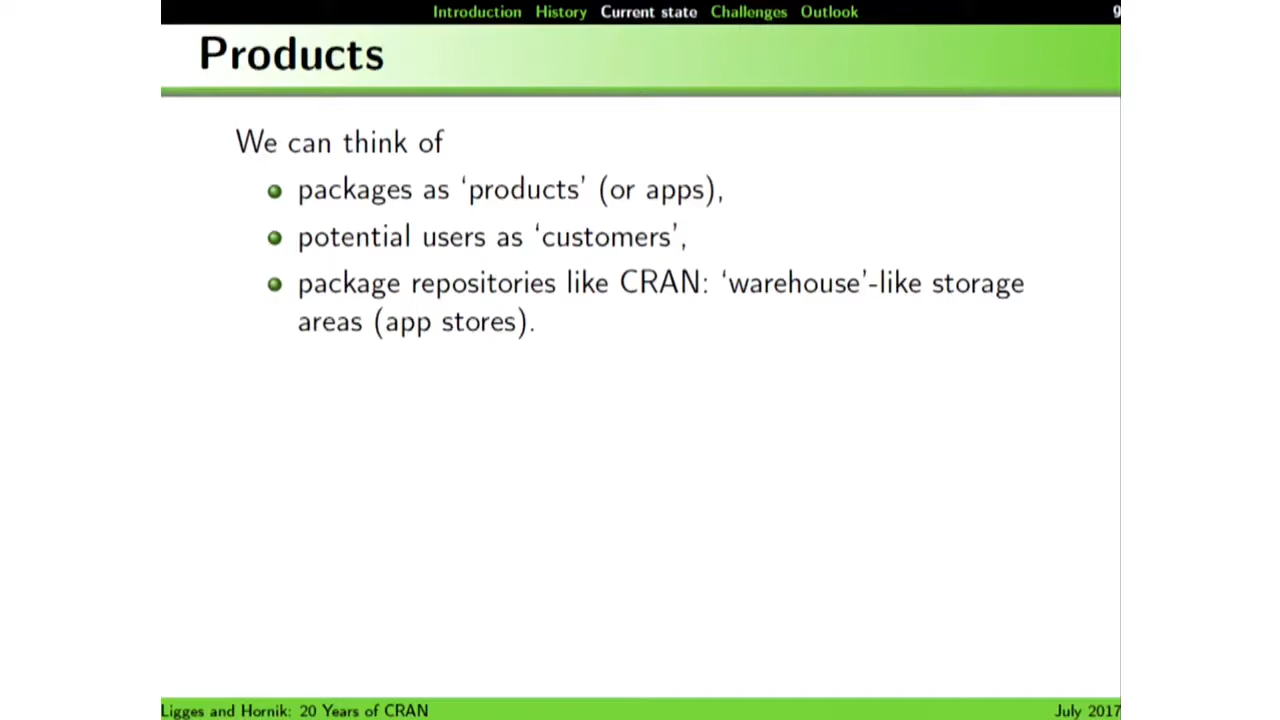 Introduction History Current state Challenges Outlook 9
Products
We can think of
packages as ‘products’ (or apps),
potential users as ‘customers’,
package repositories like CRAN: ‘warehouse’-like storage
areas (app stores).
Ligges and Hornik: 20 Years of CRAN July 2017